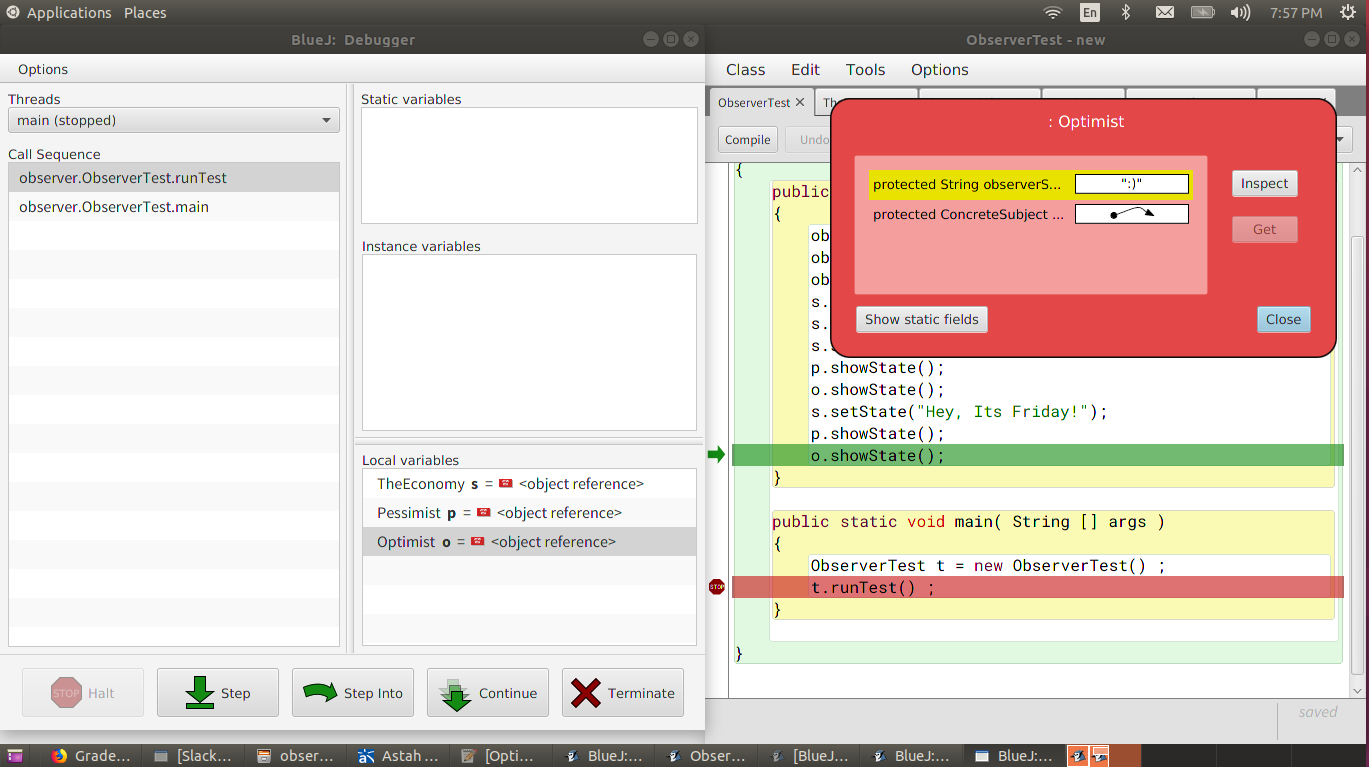 Applications Places
En
7:57 PM
BlueJ: Debugger
Options
Threads
main (stopped)
Call Sequence
observer.ObserverTest.runTest
observer.ObserverTest.main
Static variables
Instance variables
Local variables
TheEconomy s = <object reference>
Pessimist p = <object reference>
Optimist o = <object reference>
STOP Halt
Step
Step Into
Continue
Terminate
ObserverTest - new
Class Edit Tools Options
ObserverTest ✕ Th
Compile Undo
: Optimist
protected String observerS... ":)"
protected ConcreteSubject ...
Inspect
Get
Show static fields
Close
{
public
{
ob
ob
ob
s.
s.
s.
p.showState();
o.showState();
s.setState("Hey, Its Friday!");
p.showState();
o.showState();
}
public static void main( String [] args )
{
ObserverTest t = new ObserverTest() ;
STOP
t.runTest() ;
}
}
saved
Grade... [Slack... obser... Astah ... [Opti... BlueJ:... Obser... [BlueJ... BlueJ:... BlueJ:...